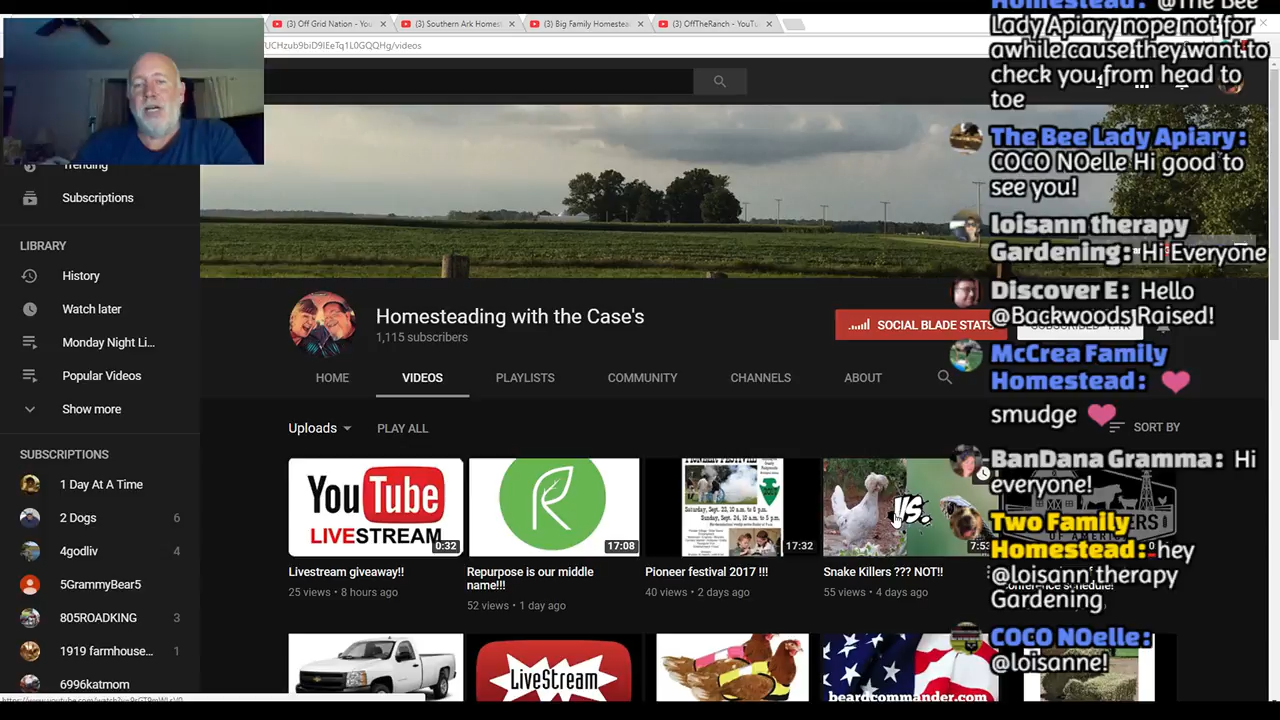 (3) Off Grid Nation - You
(3) Southern Ark Homes
(3) Big Family Homestea
(3) OffTheRanch - YouTu
UCHzub9biD9IEeTq1L0GQQHg/videos
Trending
Subscriptions
LIBRARY
History
Watch later
Monday Night Li...
Popular Videos
Show more
SUBSCRIPTIONS
1 Day At A Time
2 Dogs 6
4godliv 4
5GrammyBear5
805ROADKING 3
1919 farmhouse... 1
6996katmom
Homesteading with the Case's
1,115 subscribers
SOCIAL BLADE STATS
SUBSCRIBED 1.1K
HOME VIDEOS PLAYLISTS COMMUNITY CHANNELS ABOUT
Uploads PLAY ALL SORT BY
YouTube
LIVESTREAM
0:32
Livestream giveaway!!
25 views • 8 hours ago
R
17:08
Repurpose is our middle
name!!!
52 views • 1 day ago
17:32
Pioneer festival 2017 !!!
40 views • 2 days ago
VS.
7:53
Snake Killers ??? NOT!!
55 views • 4 days ago
LiveStream
beardcommander.com
Homestead: @The Bee
Lady Apiary nope not for
awhile cause they want to
check you from head to
toe
The Bee Lady Apiary:
COCO NOelle Hi good to
see you!
loisann therapy
Gardening: Hi Everyone
Discover E: Hello
@Backwoods Raised!
McCrea Family
Homestead: ❤
smudge ❤
BanDana Gramma: Hi
everyone!
Two Family
Homestead: hey
@loisann therapy
Gardening
COCO NOelle:
@loisanne!